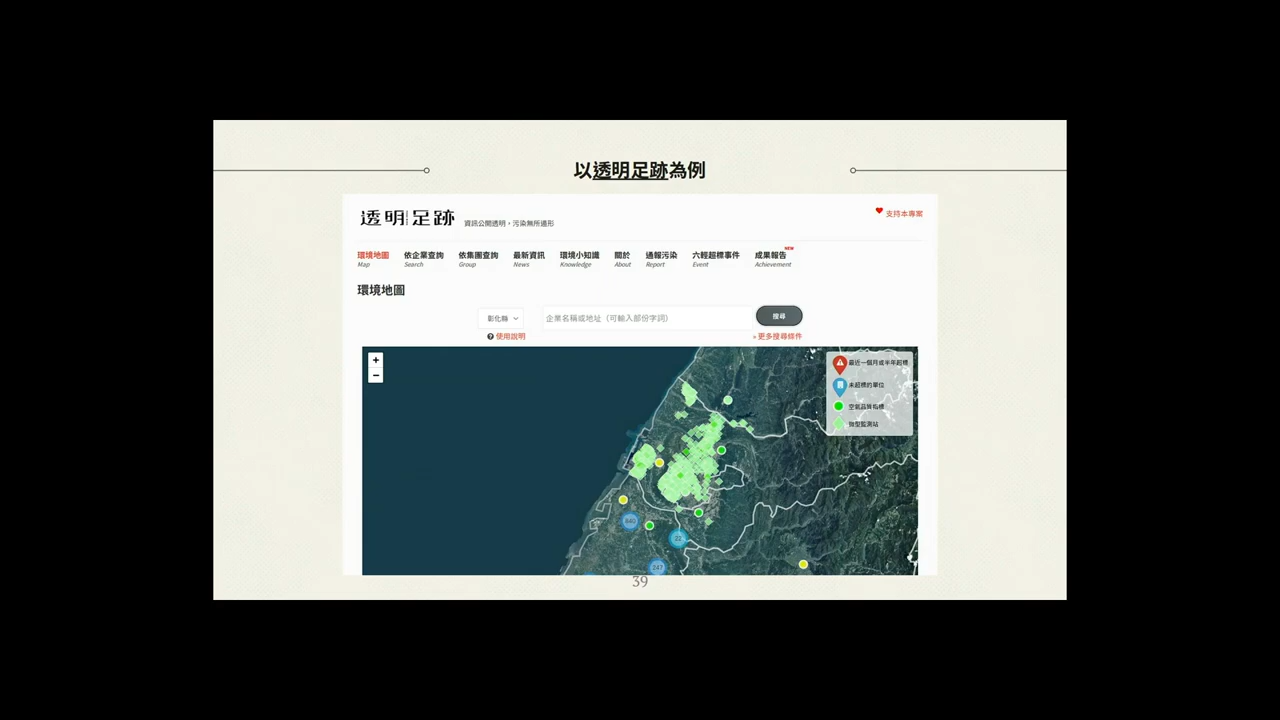 以透明足跡為例
透明足跡 資訊公開透明，污染無所遁形
支持本專案
環境地圖 依企業查詢 依集團查詢 最新資訊 環境小知識 關於 通報污染 六輕超標事件 成果報告 NEW
Map Search Group News Knowledge About Report Event Achievement
環境地圖
彰化縣 企業名稱或地址（可輸入部份字詞） 搜尋
使用說明 » 更多搜尋條件
+
−
最近一個月或半年超標
未超標的單位
空氣品質指標
微型監測站
640
22
247
39